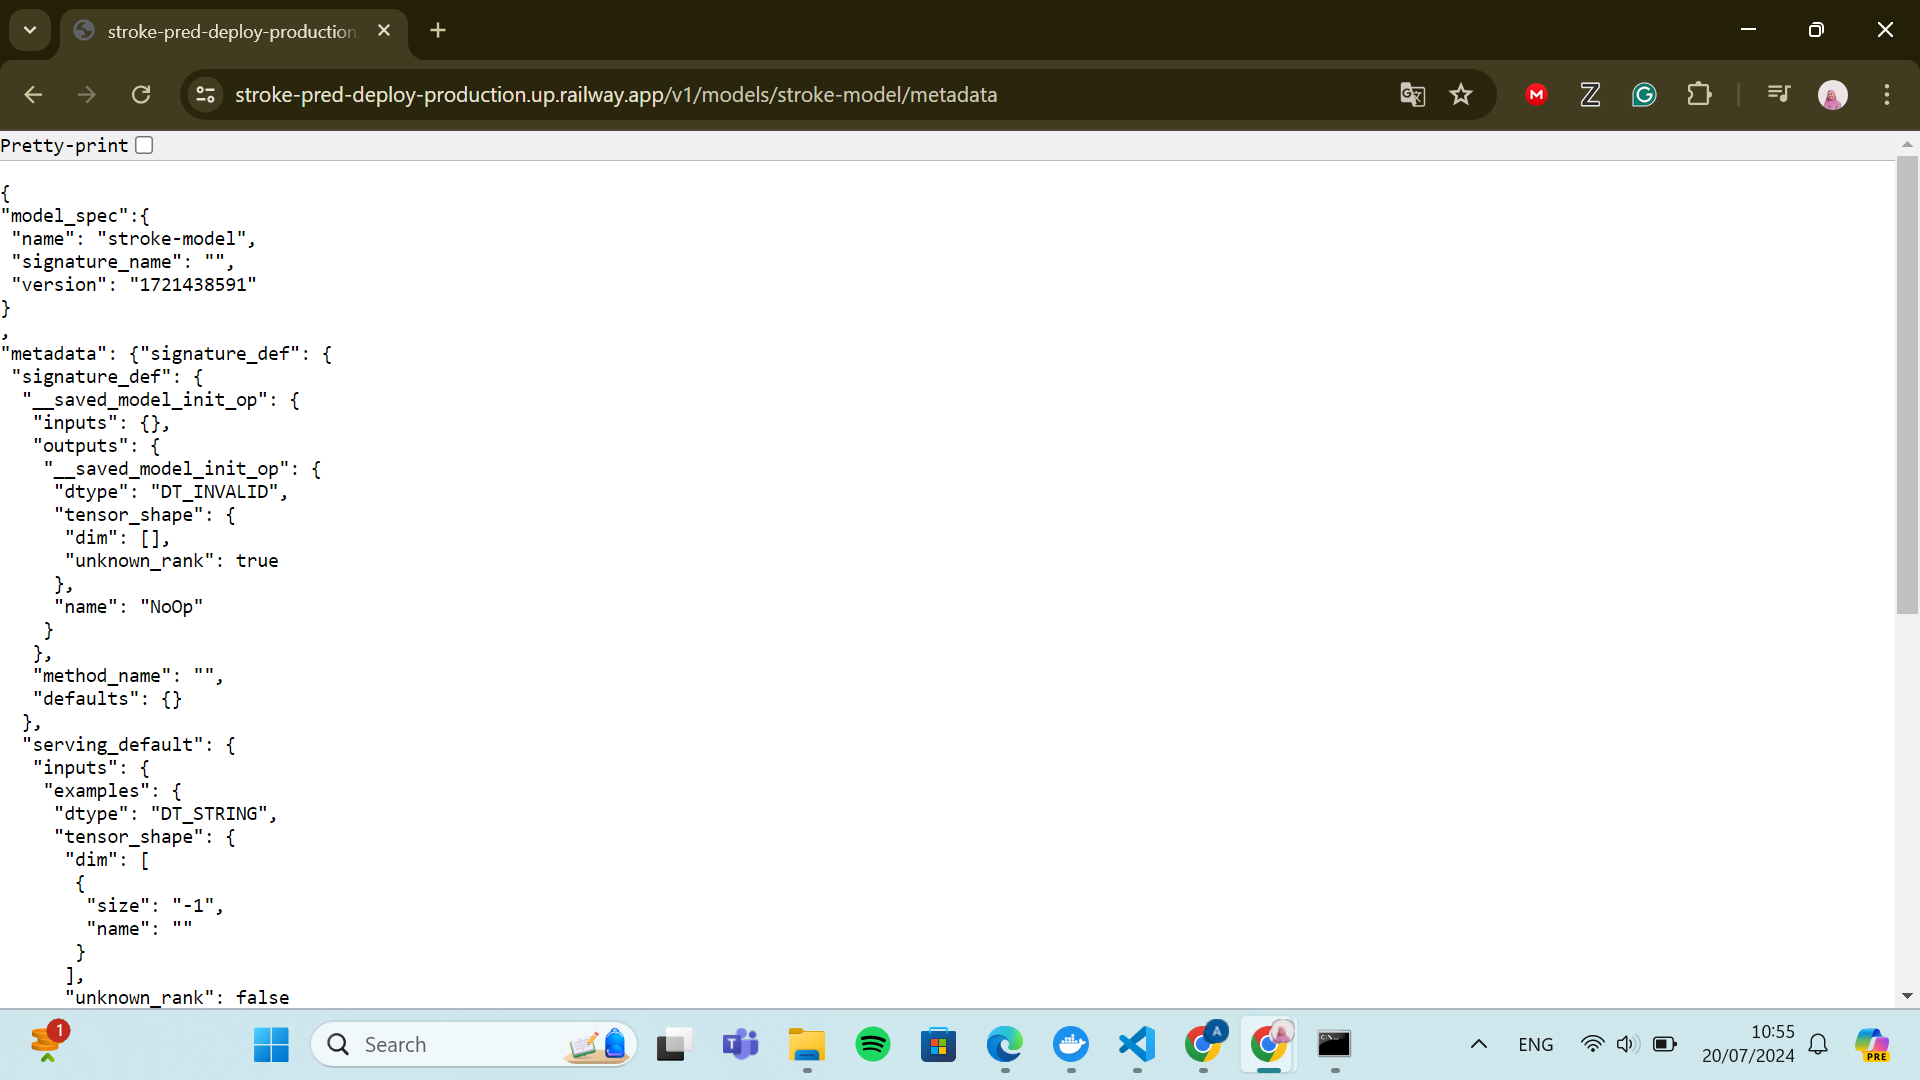 stroke-pred-deploy-production
stroke-pred-deploy-production.up.railway.app/v1/models/stroke-model/metadata
Pretty-print
{
"model_spec":{
 "name": "stroke-model",
 "signature_name": "",
 "version": "1721438591"
}
,
"metadata": {"signature_def": {
 "signature_def": {
  "__saved_model_init_op": {
   "inputs": {},
   "outputs": {
    "__saved_model_init_op": {
     "dtype": "DT_INVALID",
     "tensor_shape": {
      "dim": [],
      "unknown_rank": true
     },
     "name": "NoOp"
    }
   },
   "method_name": "",
   "defaults": {}
  },
  "serving_default": {
   "inputs": {
    "examples": {
     "dtype": "DT_STRING",
     "tensor_shape": {
      "dim": [
       {
        "size": "-1",
        "name": ""
       }
      ],
      "unknown_rank": false
1
Search
A
ENG
10:55
20/07/2024
PRE